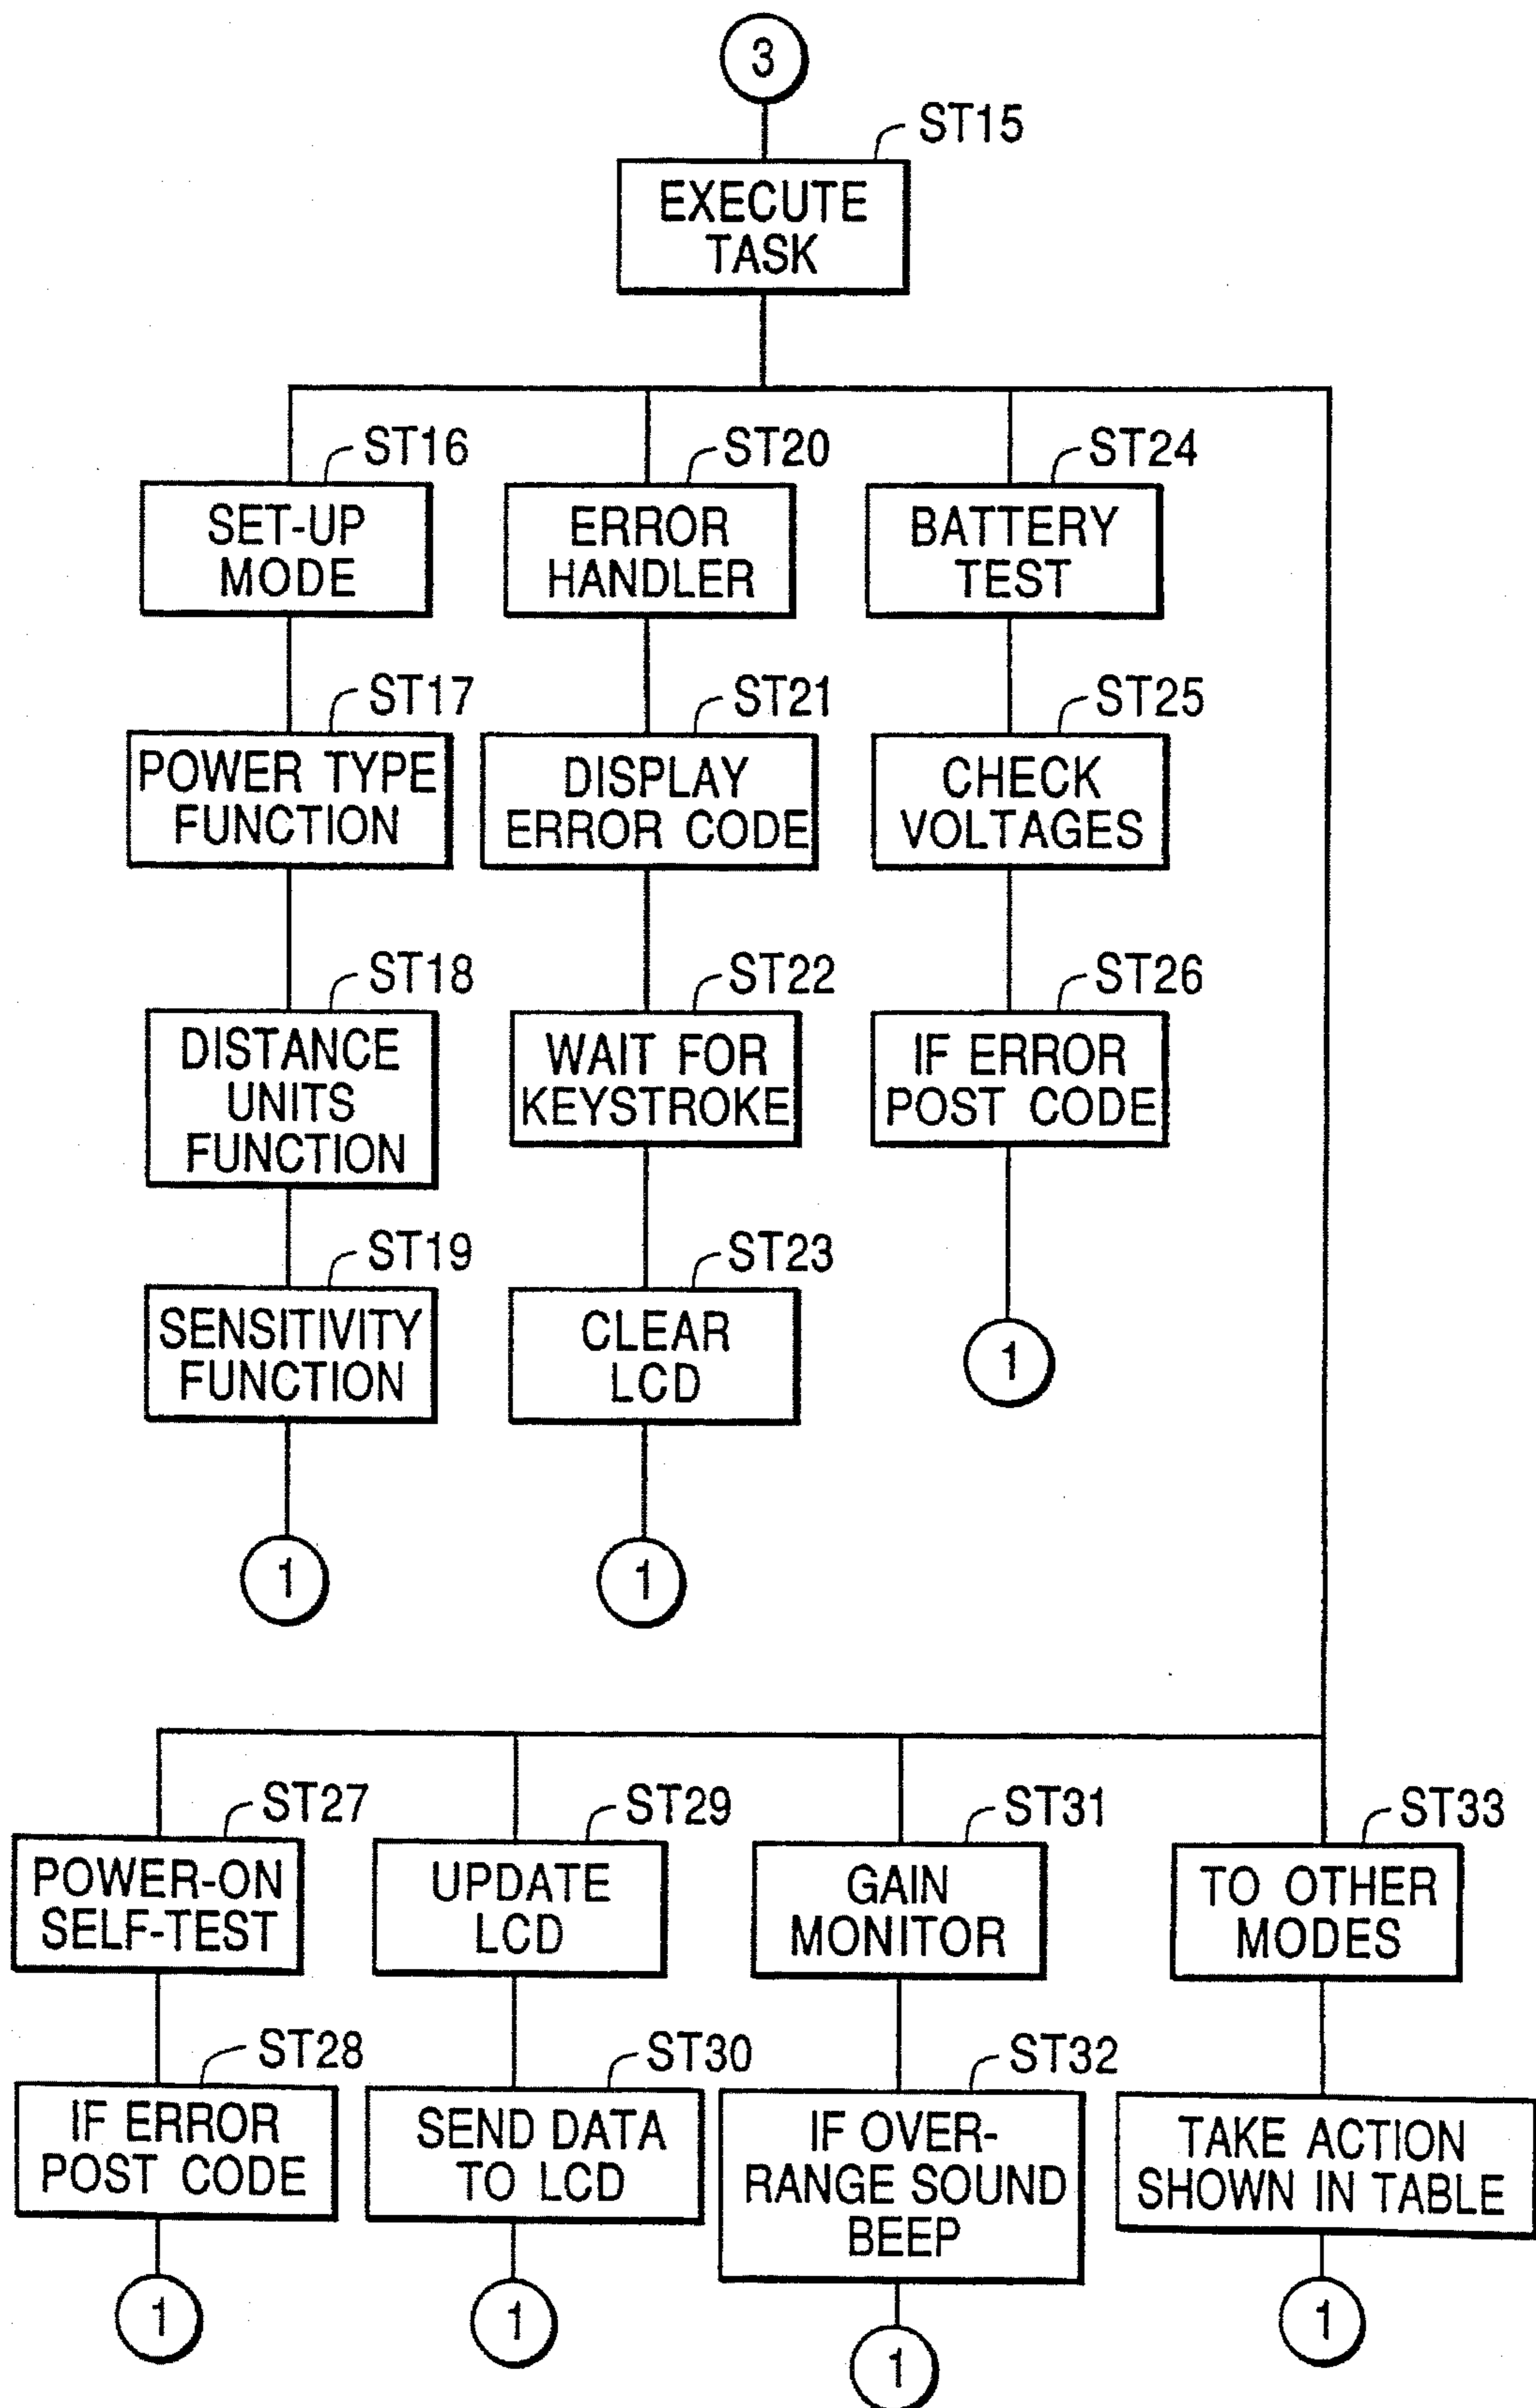 3
ST15
EXECUTE
TASK
ST16
SET-UP
MODE
ST17
POWER TYPE
FUNCTION
ST18
DISTANCE
UNITS
FUNCTION
ST19
SENSITIVITY
FUNCTION
1
ST20
ERROR
HANDLER
ST21
DISPLAY
ERROR CODE
ST22
WAIT FOR
KEYSTROKE
ST23
CLEAR
LCD
1
ST24
BATTERY
TEST
ST25
CHECK
VOLTAGES
ST26
IF ERROR
POST CODE
1
ST27
POWER-ON
SELF-TEST
ST28
IF ERROR
POST CODE
1
ST29
UPDATE
LCD
ST30
SEND DATA
TO LCD
1
ST31
GAIN
MONITOR
ST32
IF OVER-
RANGE SOUND
BEEP
1
ST33
TO OTHER
MODES
TAKE ACTION
SHOWN IN TABLE
1